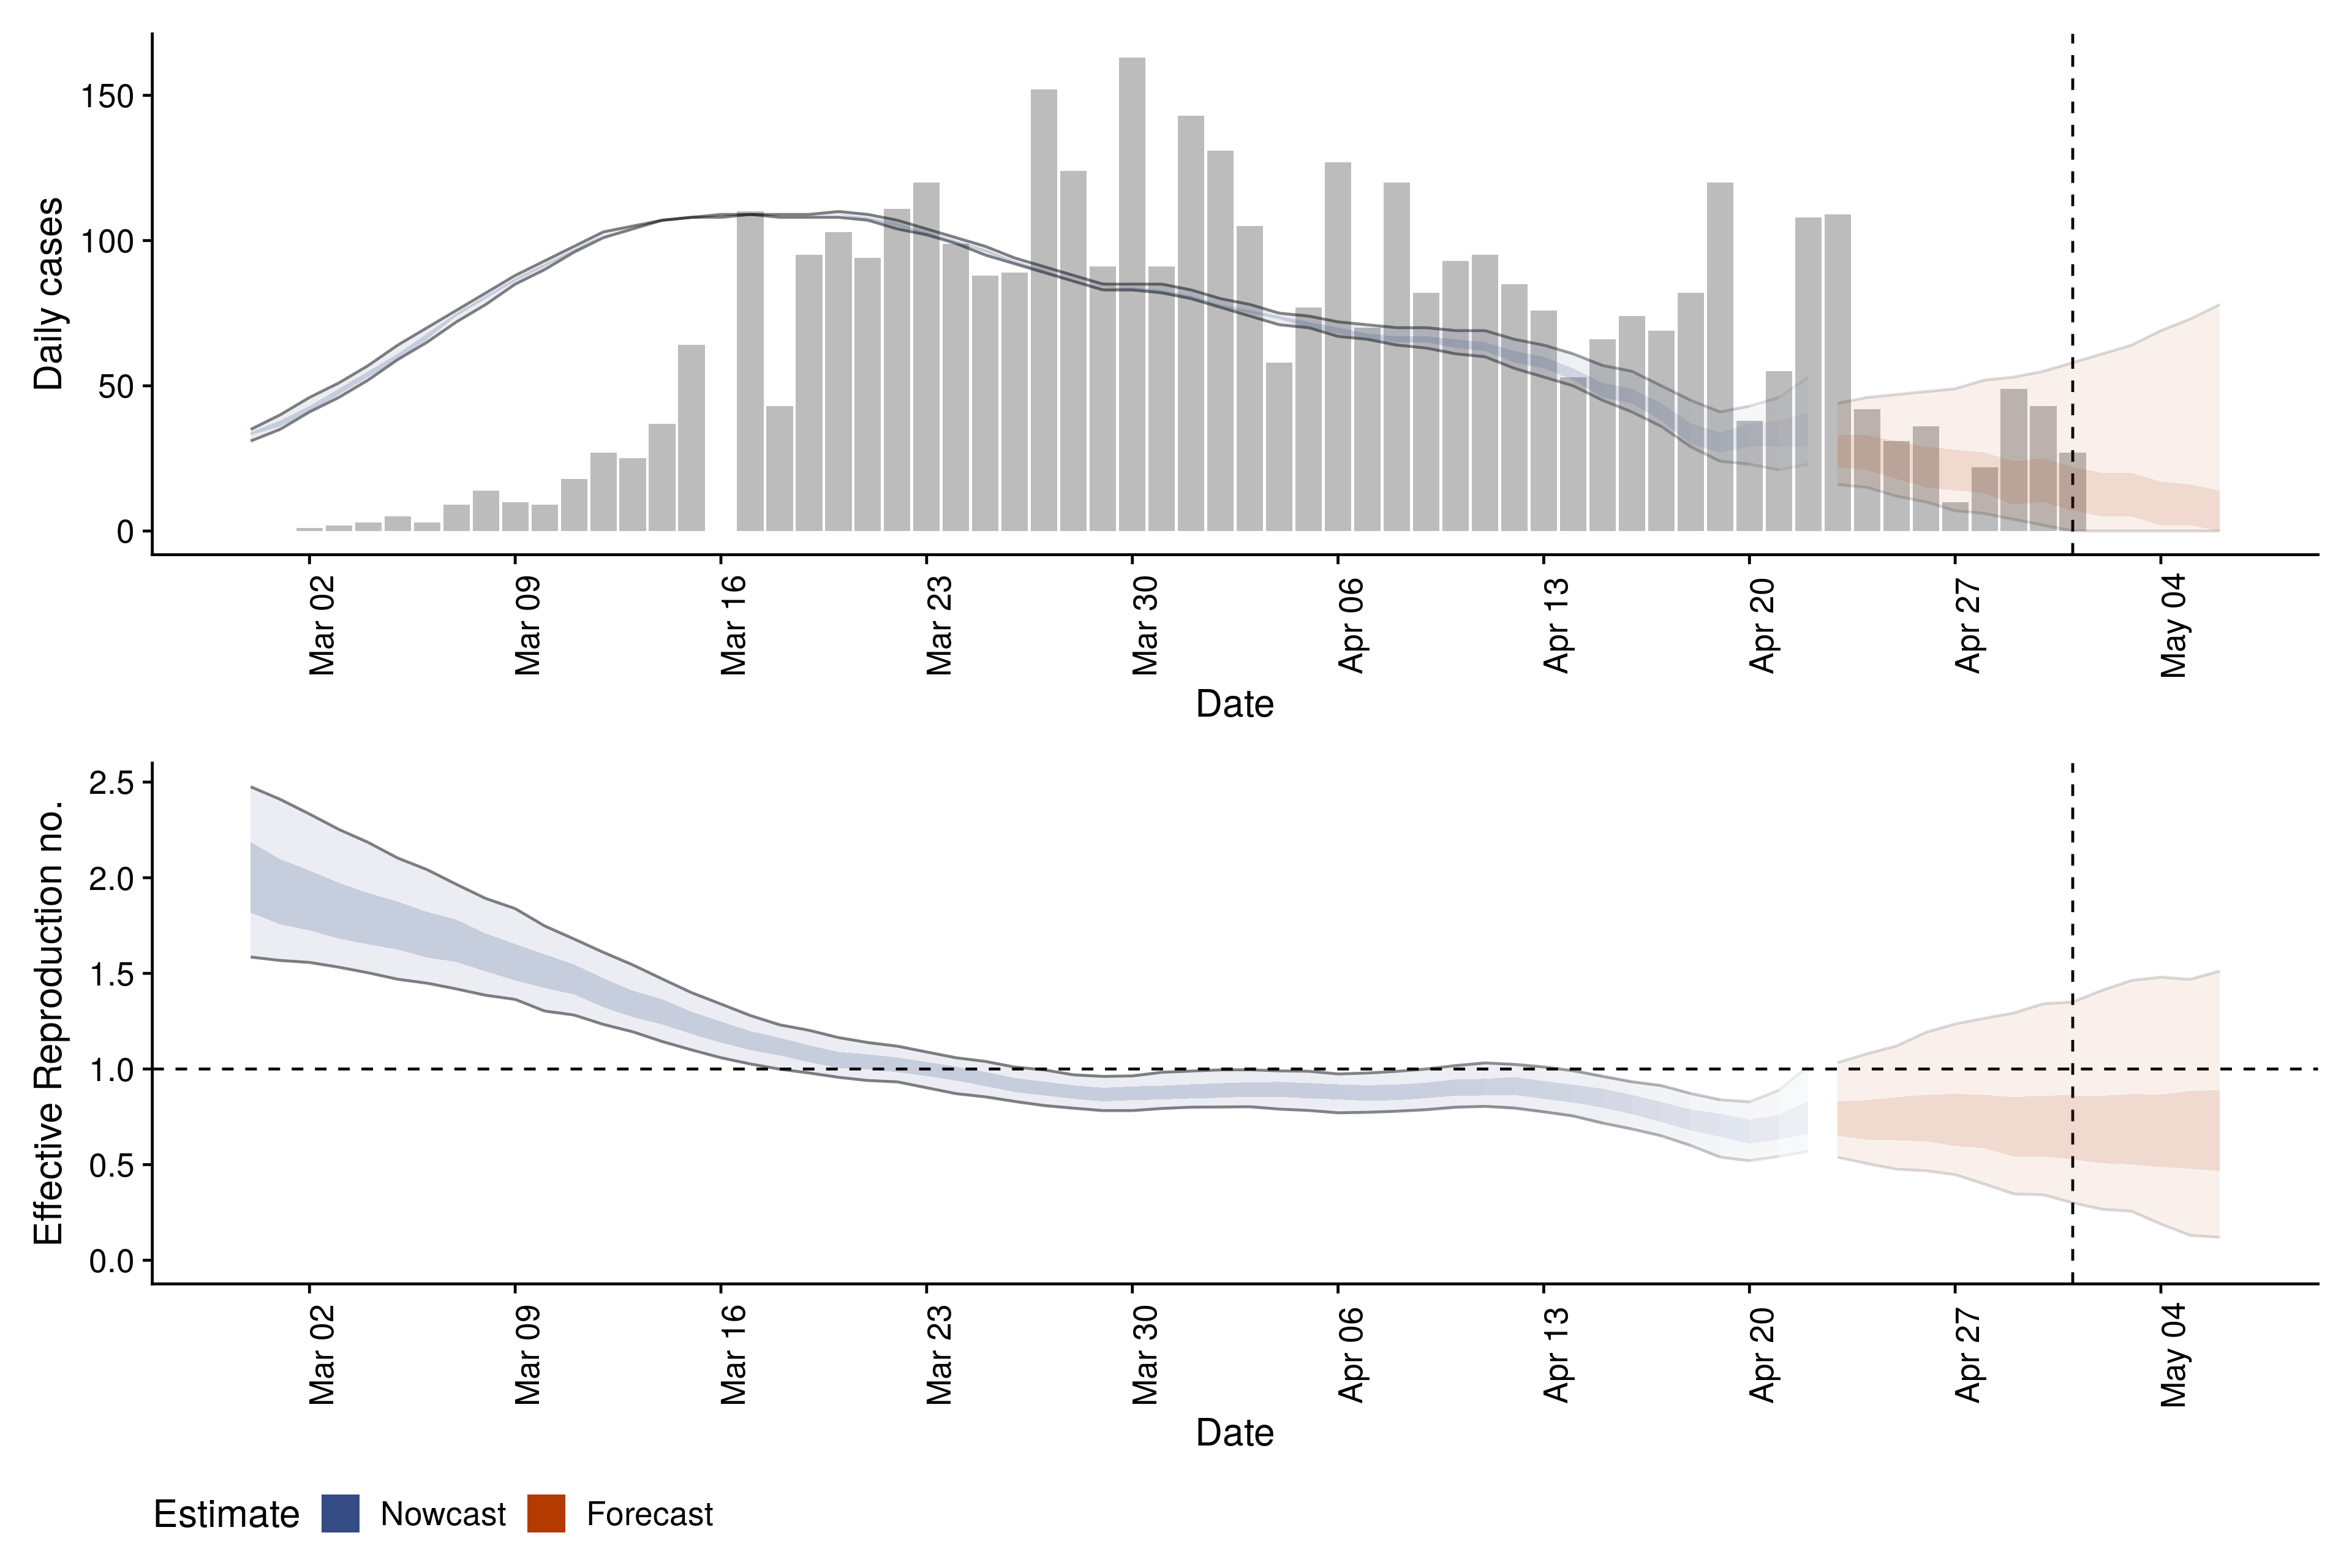 Daily cases
150
100
50
0
Mar 02
Mar 09
Mar 16
Mar 23
Mar 30
Apr 06
Apr 13
Apr 20
Apr 27
May 04
Date
Effective Reproduction no.
2.5
2.0
1.5
1.0
0.5
0.0
Mar 02
Mar 09
Mar 16
Mar 23
Mar 30
Apr 06
Apr 13
Apr 20
Apr 27
May 04
Date
Estimate Nowcast Forecast